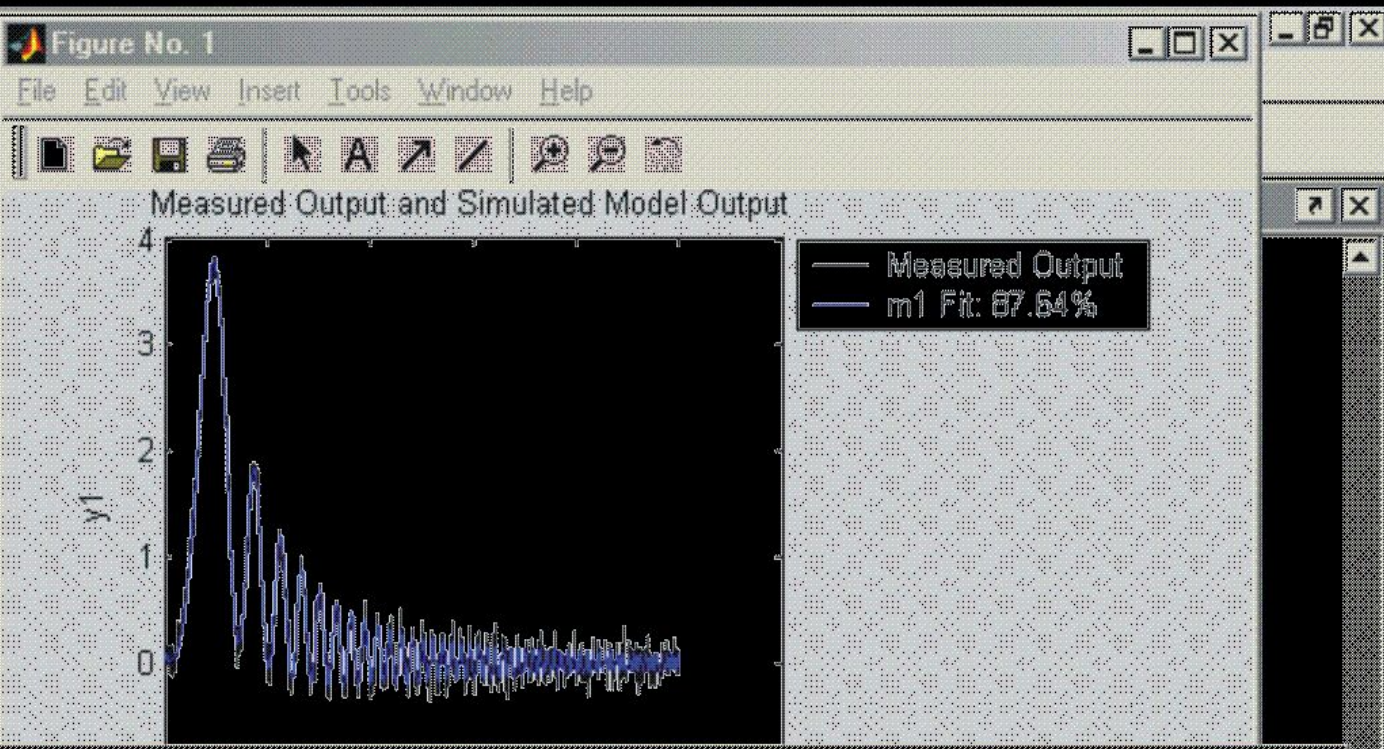 Figure No. 1
File Edit View Insert Tools Window Help
A
Measured Output and Simulated Model Output
4
3
2
1
0
y1
Measured Output
m1 Fit: 87.64%